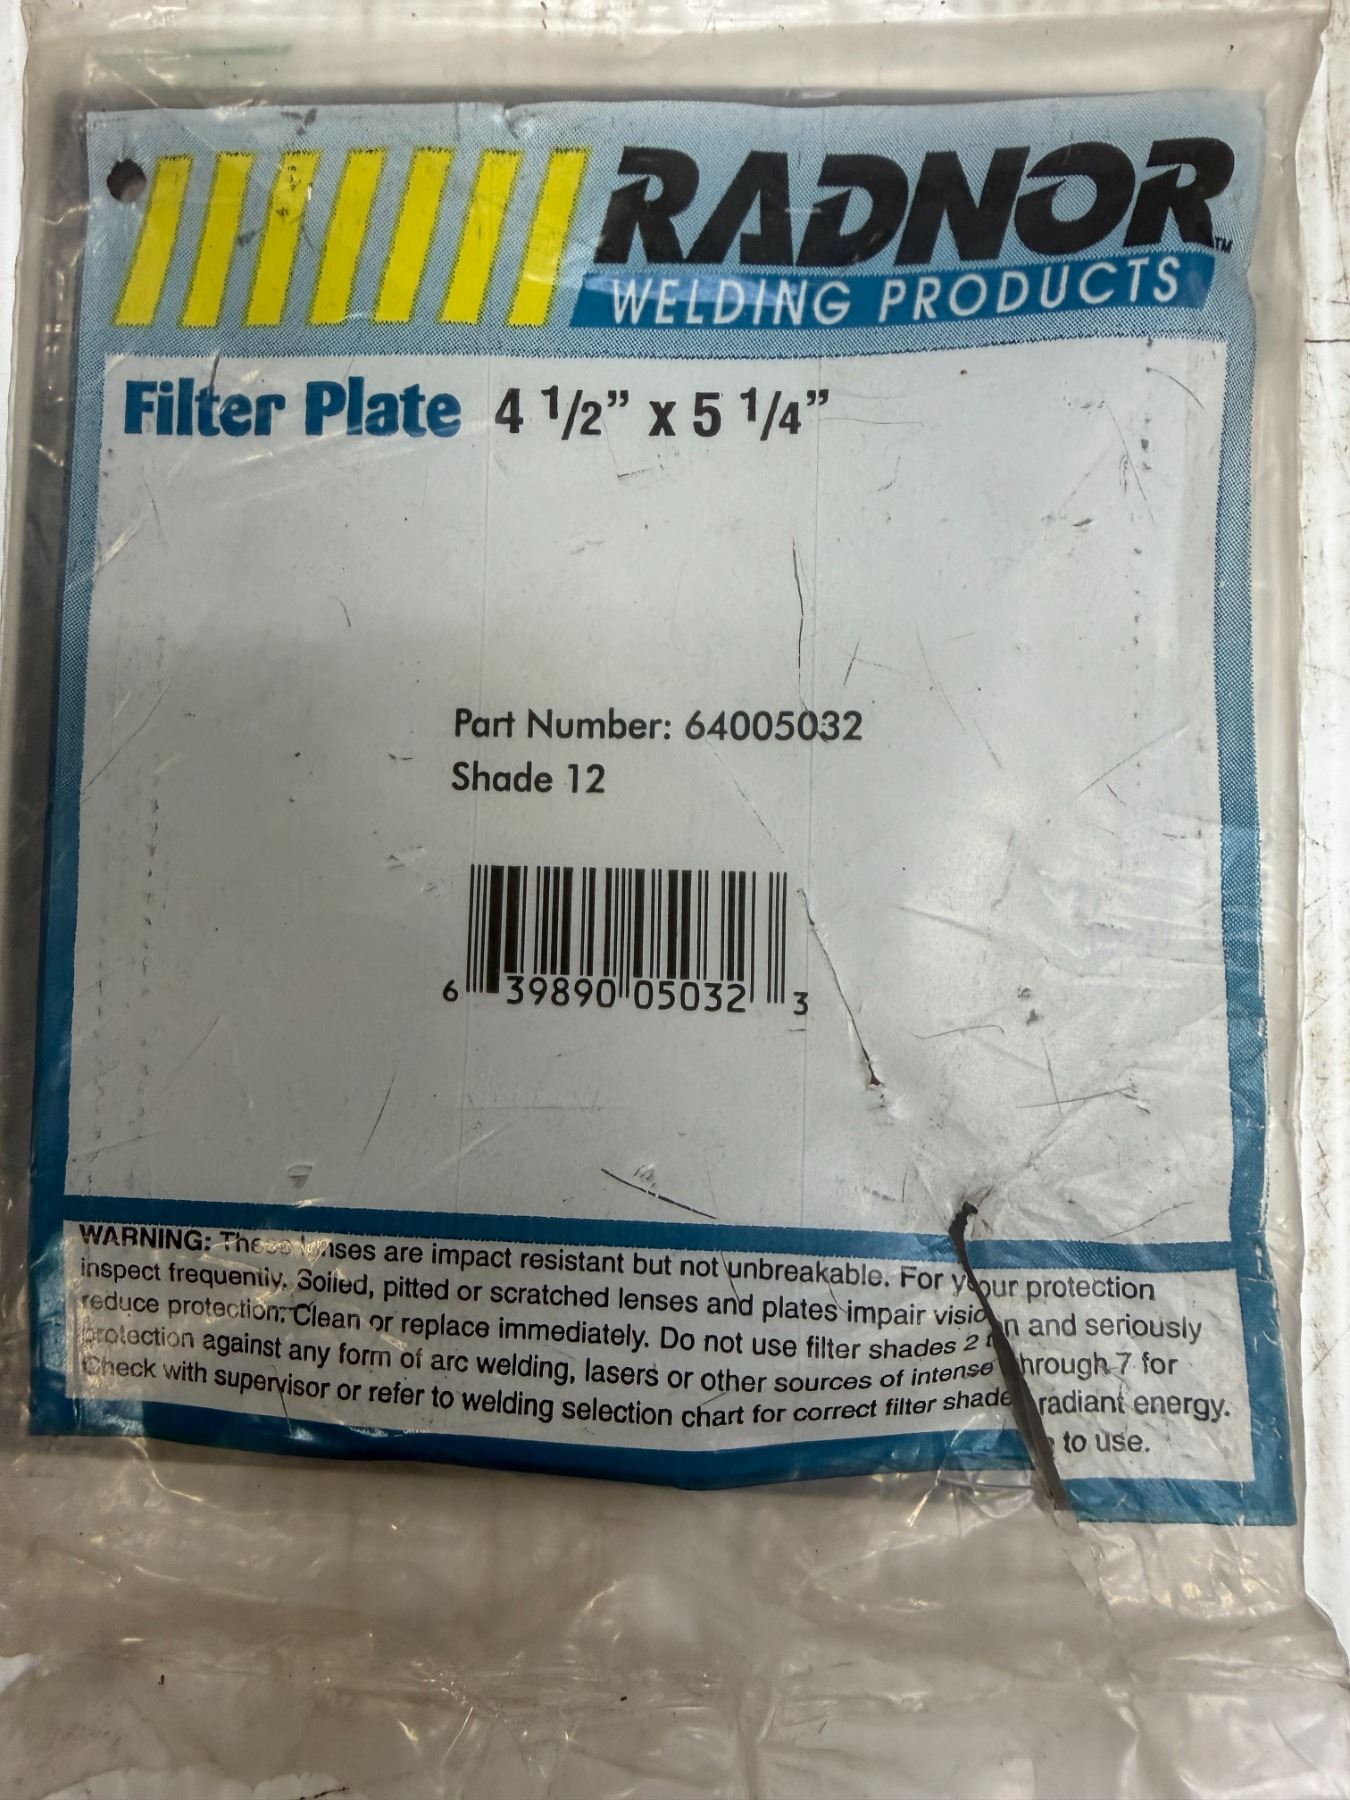 RADNOR™
WELDING PRODUCTS
Filter Plate 4 1/2” x 5 1/4”
Part Number: 64005032
Shade 12
6 39890 05032 3
WARNING: These lenses are impact resistant but not unbreakable. For your protection
inspect frequently. Soiled, pitted or scratched lenses and plates impair vision and seriously
reduce protection. Clean or replace immediately. Do not use filter shades 2 through 7 for
protection against any form of arc welding, lasers or other sources of intense radiant energy.
Check with supervisor or refer to welding selection chart for correct filter shade to use.